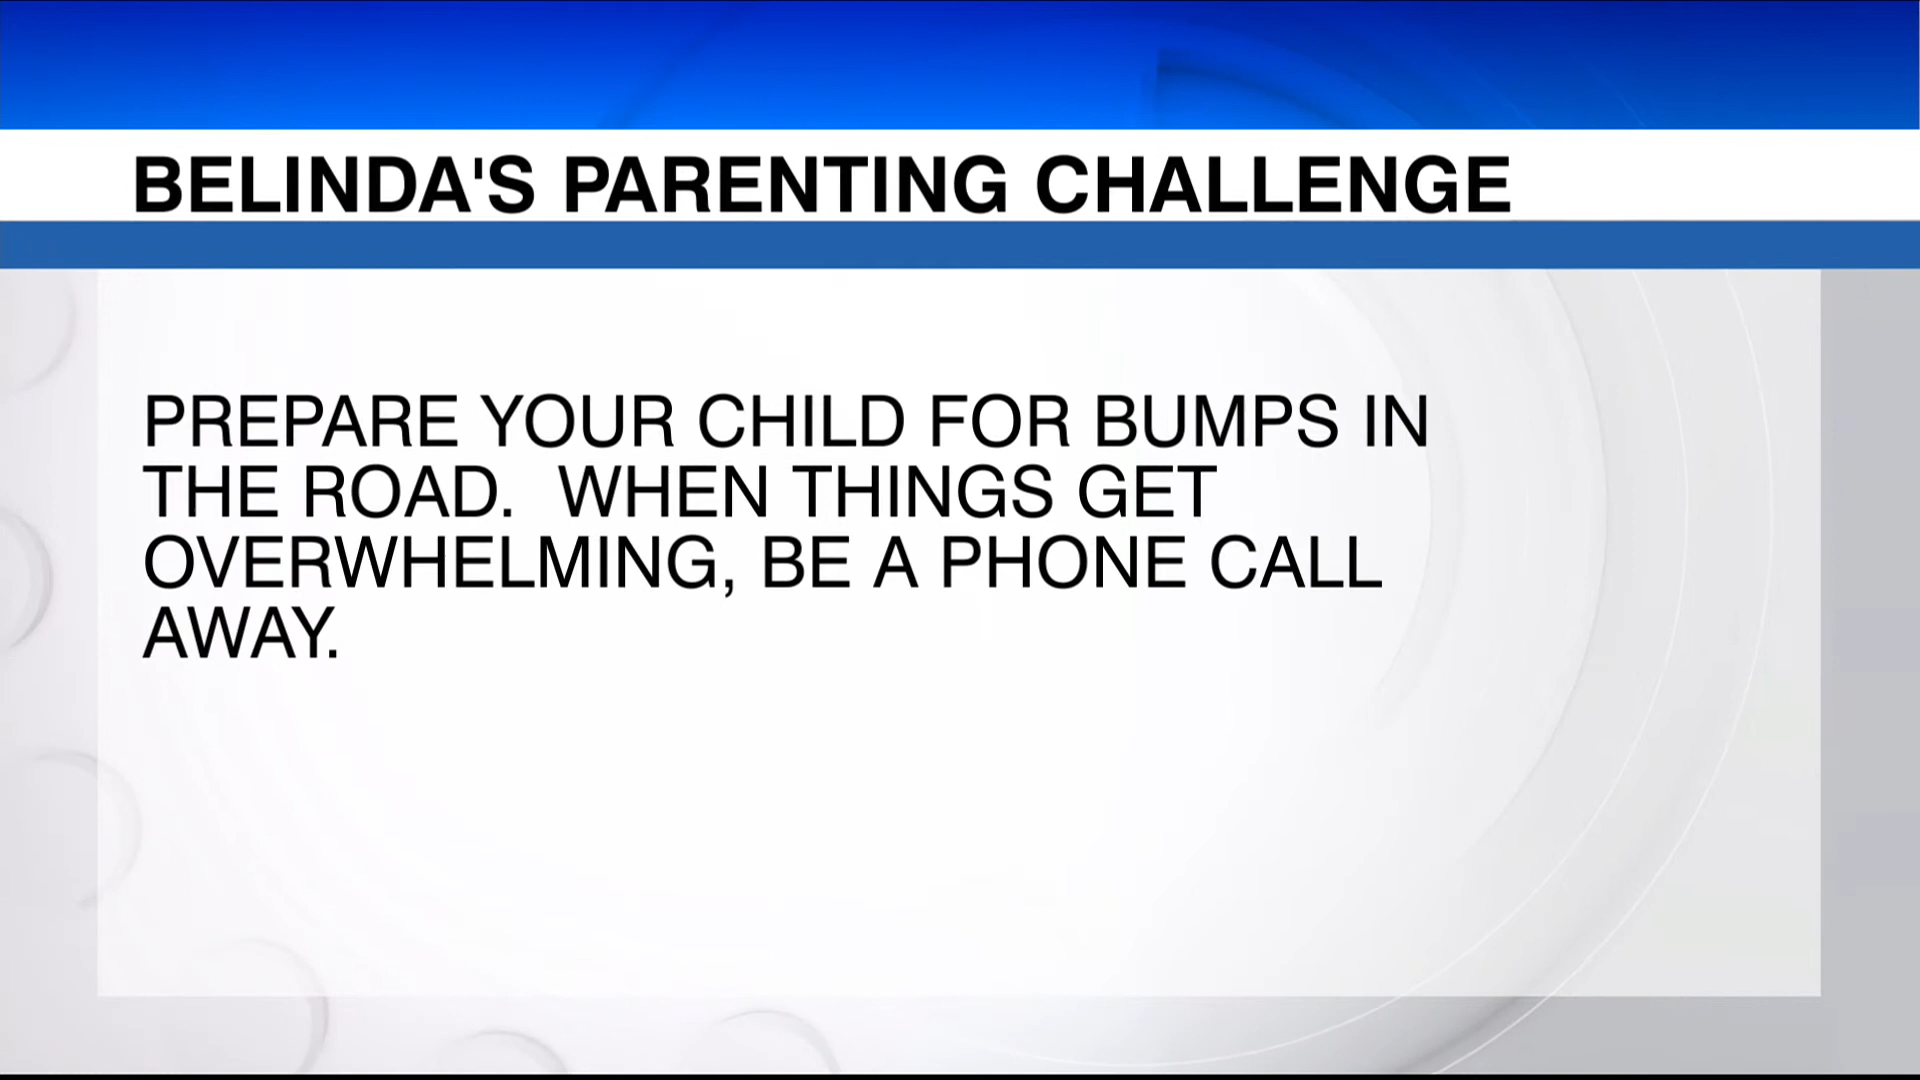 BELINDA'S PARENTING CHALLENGE
PREPARE YOUR CHILD FOR BUMPS IN
THE ROAD.  WHEN THINGS GET
OVERWHELMING, BE A PHONE CALL
AWAY.